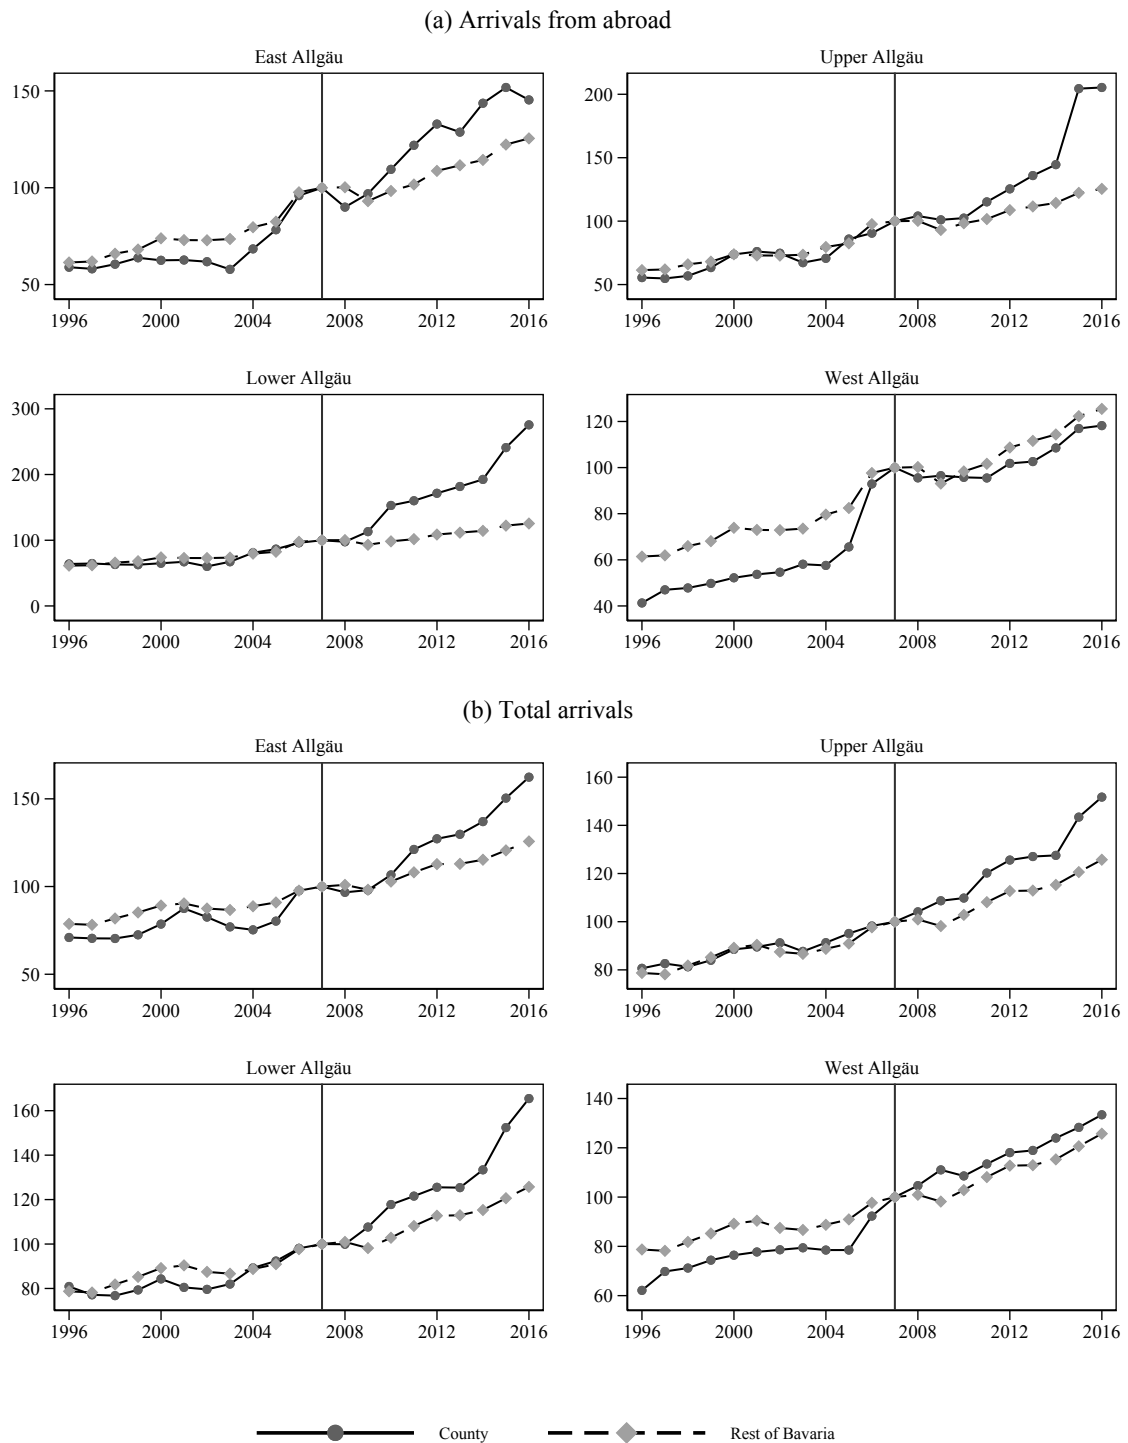 (a) Arrivals from abroad
East Allgäu
150
100
50
1996 2000 2004 2008 2012 2016
Upper Allgäu
200
150
100
50
1996 2000 2004 2008 2012 2016
Lower Allgäu
300
200
100
0
1996 2000 2004 2008 2012 2016
West Allgäu
120
100
80
60
40
1996 2000 2004 2008 2012 2016
(b) Total arrivals
East Allgäu
150
100
50
1996 2000 2004 2008 2012 2016
Upper Allgäu
160
140
120
100
80
1996 2000 2004 2008 2012 2016
Lower Allgäu
160
140
120
100
80
1996 2000 2004 2008 2012 2016
West Allgäu
140
120
100
80
60
1996 2000 2004 2008 2012 2016
County Rest of Bavaria